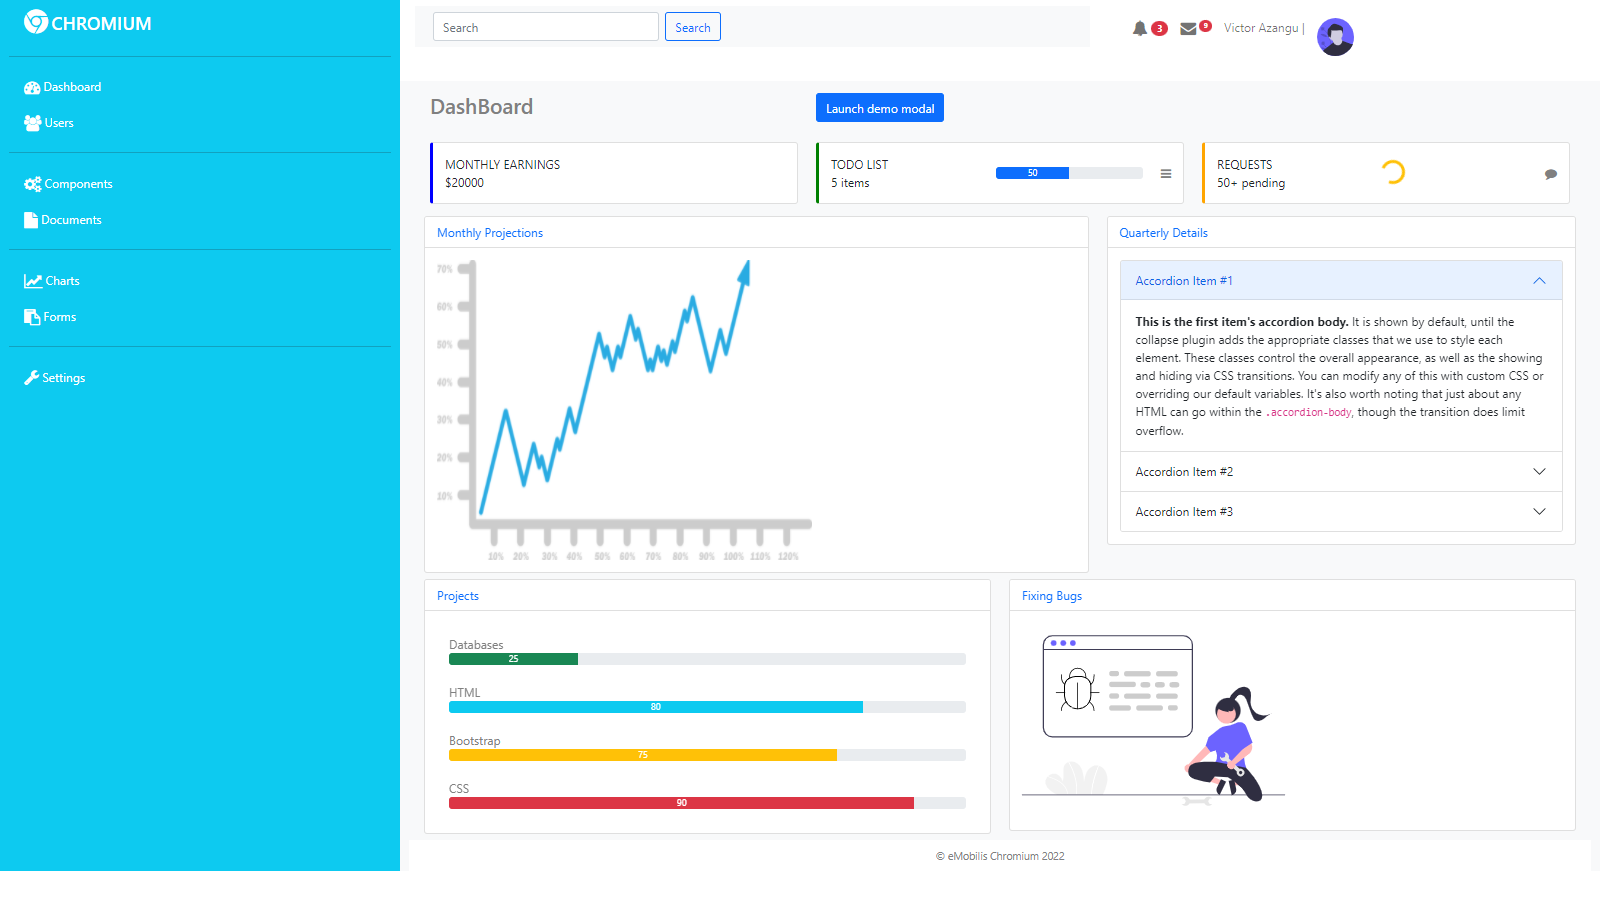 CHROMIUM
Dashboard
Users
Components
Documents
Charts
Forms
Settings
Search
Search
3
9
Victor Azangu |
DashBoard
Launch demo modal
MONTHLY EARNINGS
$20000
TODO LIST
5 items
50
REQUESTS
50+ pending
Monthly Projections
70%
60%
50%
40%
30%
20%
10%
10% 20% 30% 40% 50% 60% 70% 80% 90% 100% 110% 120%
Quarterly Details
Accordion Item #1
This is the first item's accordion body. It is shown by default, until the
collapse plugin adds the appropriate classes that we use to style each
element. These classes control the overall appearance, as well as the showing
and hiding via CSS transitions. You can modify any of this with custom CSS or
overriding our default variables. It's also worth noting that just about any
HTML can go within the .accordion-body, though the transition does limit
overflow.
Accordion Item #2
Accordion Item #3
Projects
Databases
25
HTML
80
Bootstrap
75
CSS
90
Fixing Bugs
© eMobilis Chromium 2022